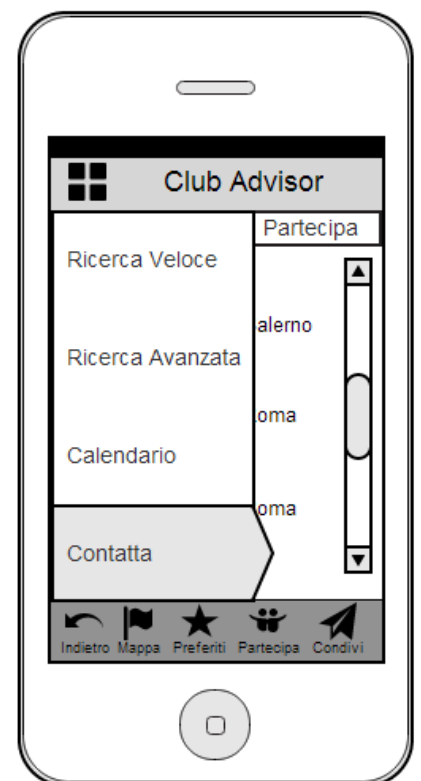 Club Advisor
Partecipa
Ricerca Veloce
alerno
Ricerca Avanzata
oma
Calendario
oma
Contatta
Indietro Mappa Preferiti Partecipa Condivi